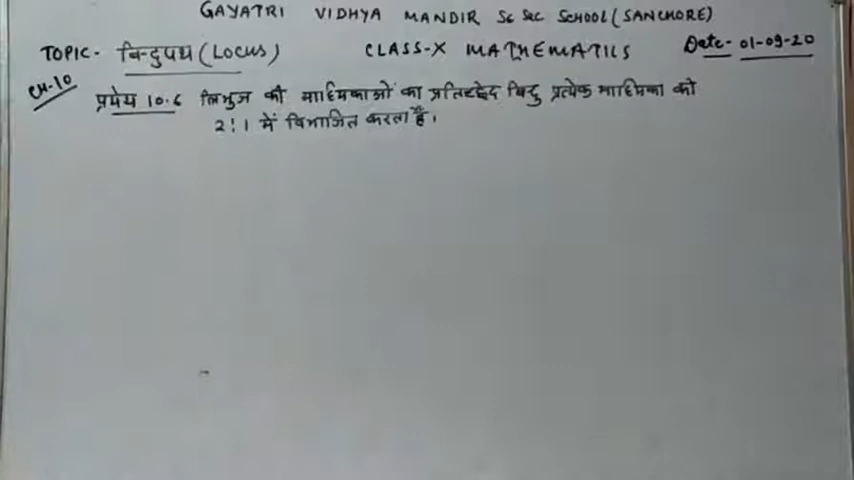 GAYATRI VIDHYA MANDIR Sc Sec SCHOOL (SANCHORE)
TOPIC- बिन्दुपथ (LOCUS) CLASS-X MATHEMATICS Date- 01-09-20
CH-10
प्रमेय 10.6 त्रिभुज की माध्यिकाओं का प्रतिच्छेद बिंदु प्रत्येक माध्यिका को
2:1 में विभाजित करता है।